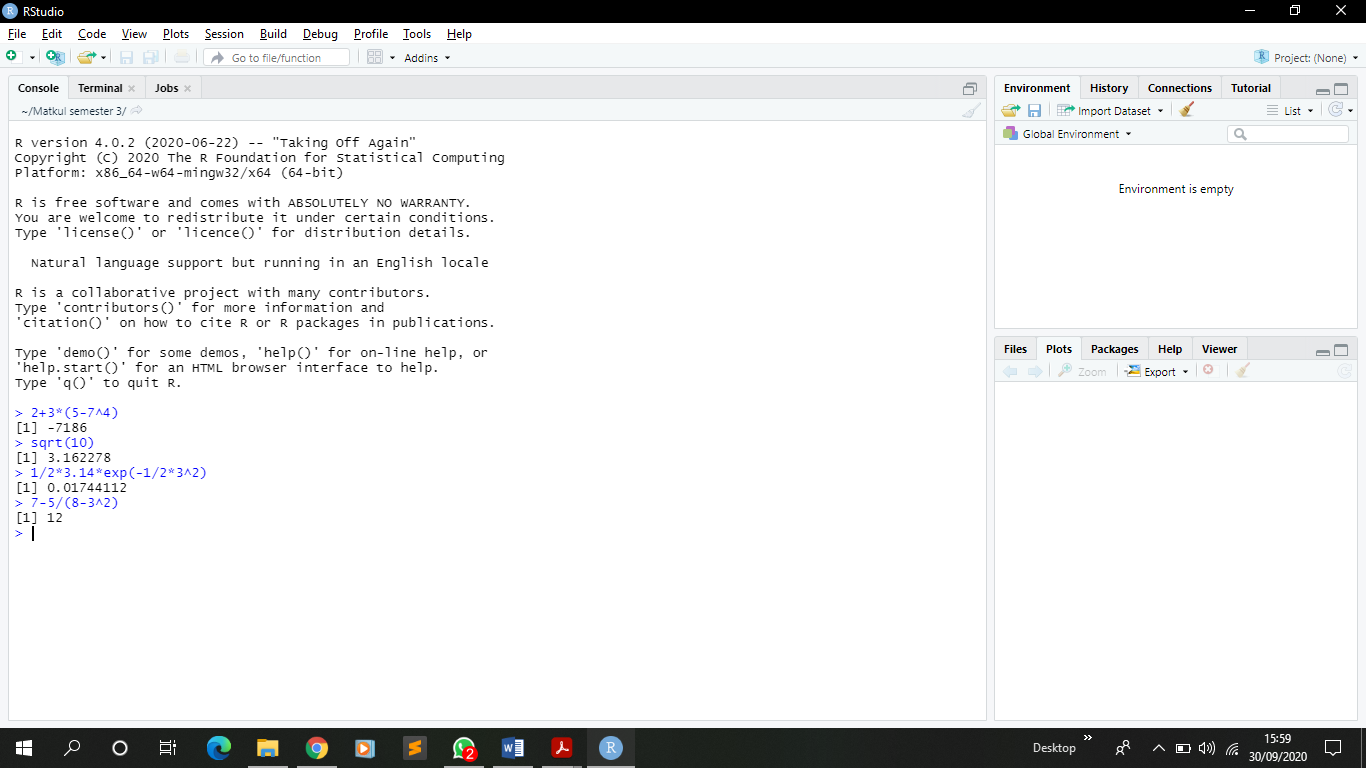 RStudio
File Edit Code View Plots Session Build Debug Profile Tools Help
Go to file/function Addins Project: (None)
Console Terminal Jobs
~/Matkul semester 3/
R version 4.0.2 (2020-06-22) -- "Taking Off Again"
Copyright (C) 2020 The R Foundation for Statistical Computing
Platform: x86_64-w64-mingw32/x64 (64-bit)
R is free software and comes with ABSOLUTELY NO WARRANTY.
You are welcome to redistribute it under certain conditions.
Type 'license()' or 'licence()' for distribution details.
Natural language support but running in an English locale
R is a collaborative project with many contributors.
Type 'contributors()' for more information and
'citation()' on how to cite R or R packages in publications.
Type 'demo()' for some demos, 'help()' for on-line help, or
'help.start()' for an HTML browser interface to help.
Type 'q()' to quit R.
> 2+3*(5-7^4)
[1] -7186
> sqrt(10)
[1] 3.162278
> 1/2*3.14*exp(-1/2*3^2)
[1] 0.01744112
> 7-5/(8-3^2)
[1] 12
>
Environment History Connections Tutorial
Import Dataset List
Global Environment
Environment is empty
Files Plots Packages Help Viewer
Zoom Export
2
Desktop
15:59
30/09/2020